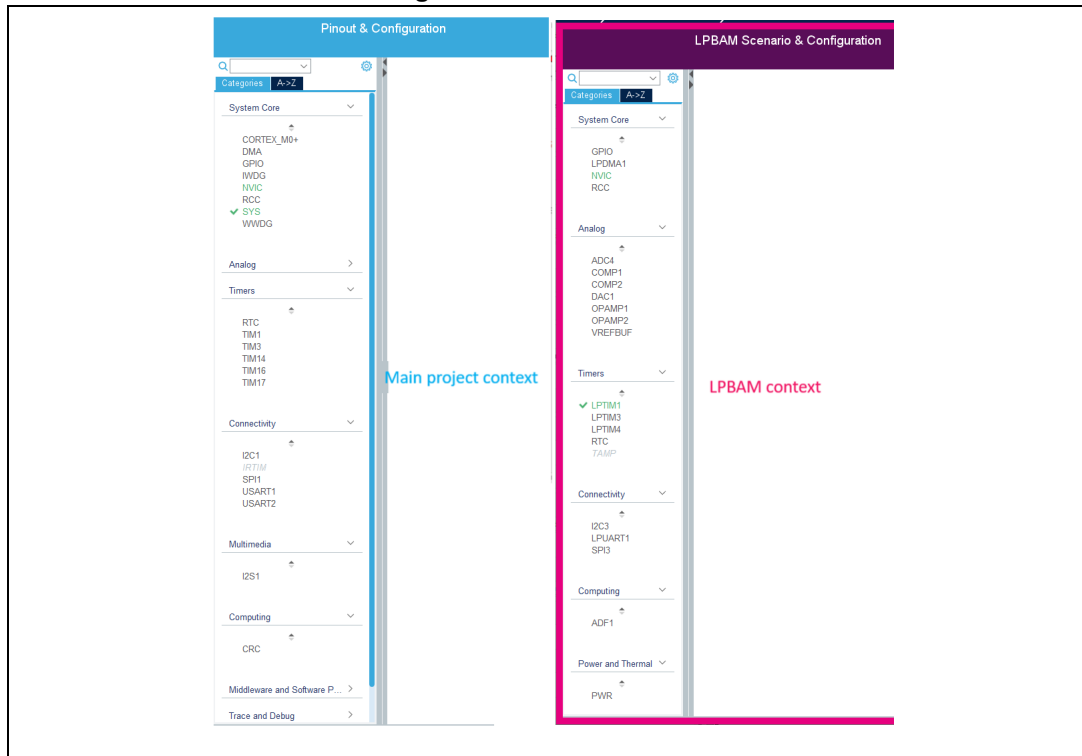 Pinout & Configuration
Categories A->Z
System Core
CORTEX_M0+
DMA
GPIO
IWDG
NVIC
RCC
SYS
WWDG
Analog
Timers
RTC
TIM1
TIM3
TIM14
TIM16
TIM17
Connectivity
I2C1
IRTIM
SPI1
USART1
USART2
Multimedia
I2S1
Computing
CRC
Middleware and Software P...
Trace and Debug
Main project context
LPBAM Scenario & Configuration
Categories A->Z
System Core
GPIO
LPDMA1
NVIC
RCC
Analog
ADC4
COMP1
COMP2
DAC1
OPAMP1
OPAMP2
VREFBUF
Timers
LPTIM1
LPTIM3
LPTIM4
RTC
TAMP
Connectivity
I2C3
LPUART1
SPI3
Computing
ADF1
Power and Thermal
PWR
LPBAM context